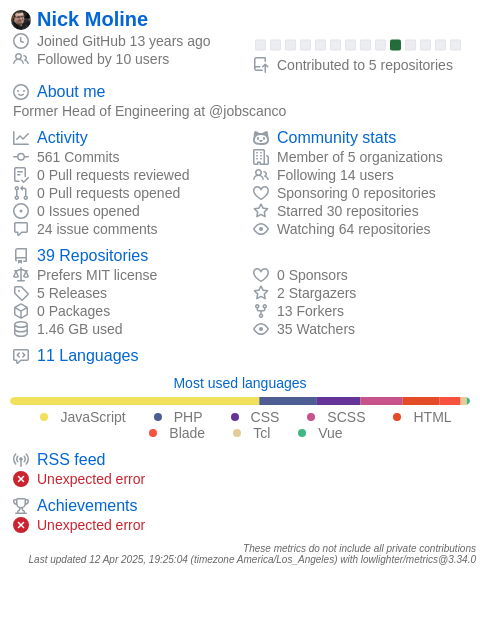 Nick Moline
Joined GitHub 13 years ago
Followed by 10 users
Contributed to 5 repositories
About me
Former Head of Engineering at @jobscanco
Activity
561 Commits
0 Pull requests reviewed
0 Pull requests opened
0 Issues opened
24 issue comments
Community stats
Member of 5 organizations
Following 14 users
Sponsoring 0 repositories
Starred 30 repositories
Watching 64 repositories
39 Repositories
Prefers MIT license
5 Releases
0 Packages
1.46 GB used
0 Sponsors
2 Stargazers
13 Forkers
35 Watchers
11 Languages
Most used languages
JavaScript PHP CSS SCSS HTML
Blade Tcl Vue
RSS feed
Unexpected error
Achievements
Unexpected error
These metrics do not include all private contributions
Last updated 12 Apr 2025, 19:25:04 (timezone America/Los_Angeles) with lowlighter/metrics@3.34.0